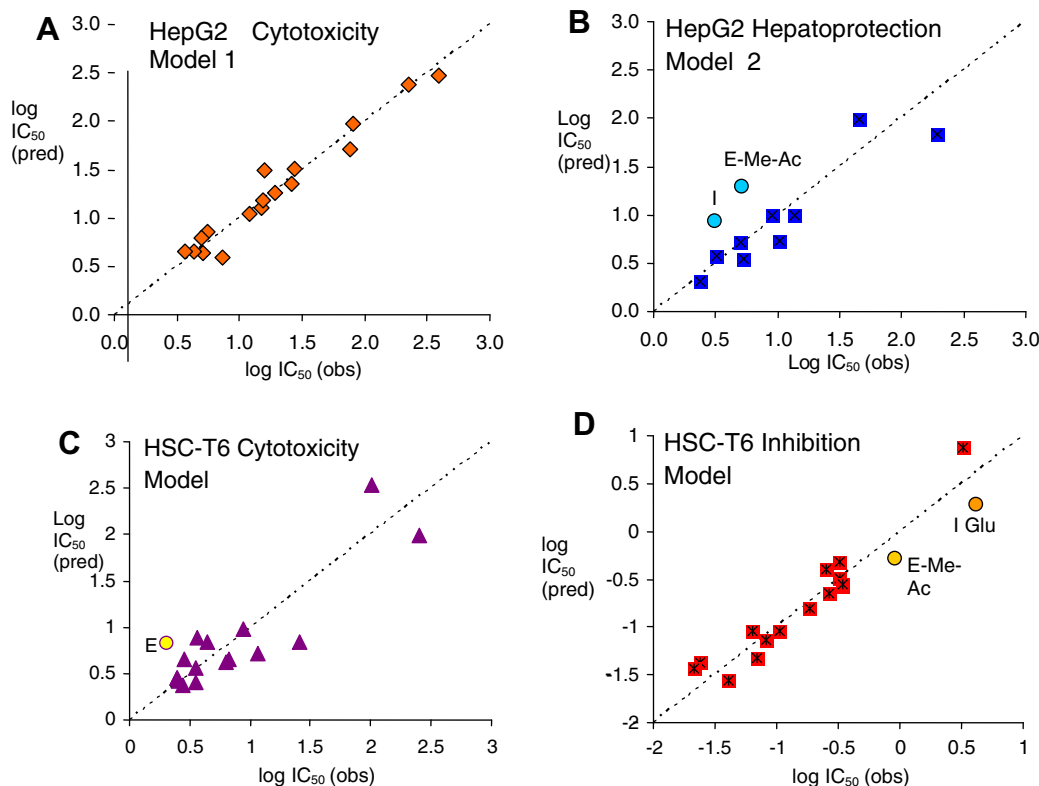 A
HepG2 Cytotoxicity
Model 1
log
IC50
(pred)
3.0
2.5
2.0
1.5
1.0
0.5
0.0
0.0 0.5 1.0 1.5 2.0 2.5 3.0
log IC50 (obs)
B
HepG2 Hepatoprotection
Model 2
Log
IC50
(pred)
3.0
2.5
2.0
1.5
1.0
0.5
0.0
E-Me-Ac
I
0.0 0.5 1.0 1.5 2.0 2.5 3.0
Log IC50 (obs)
C
HSC-T6 Cytotoxicity
Model
Log
IC50
(pred)
3
2.5
2
1.5
1
0.5
0
E
0 0.5 1 1.5 2 2.5 3
log IC50 (obs)
D
HSC-T6 Inhibition
Model
log
IC50
(pred)
1
0.5
0
-0.5
-1
-1.5
-2
I Glu
E-Me-
Ac
-2 -1.5 -1 -0.5 0 0.5 1
log IC50 (obs)